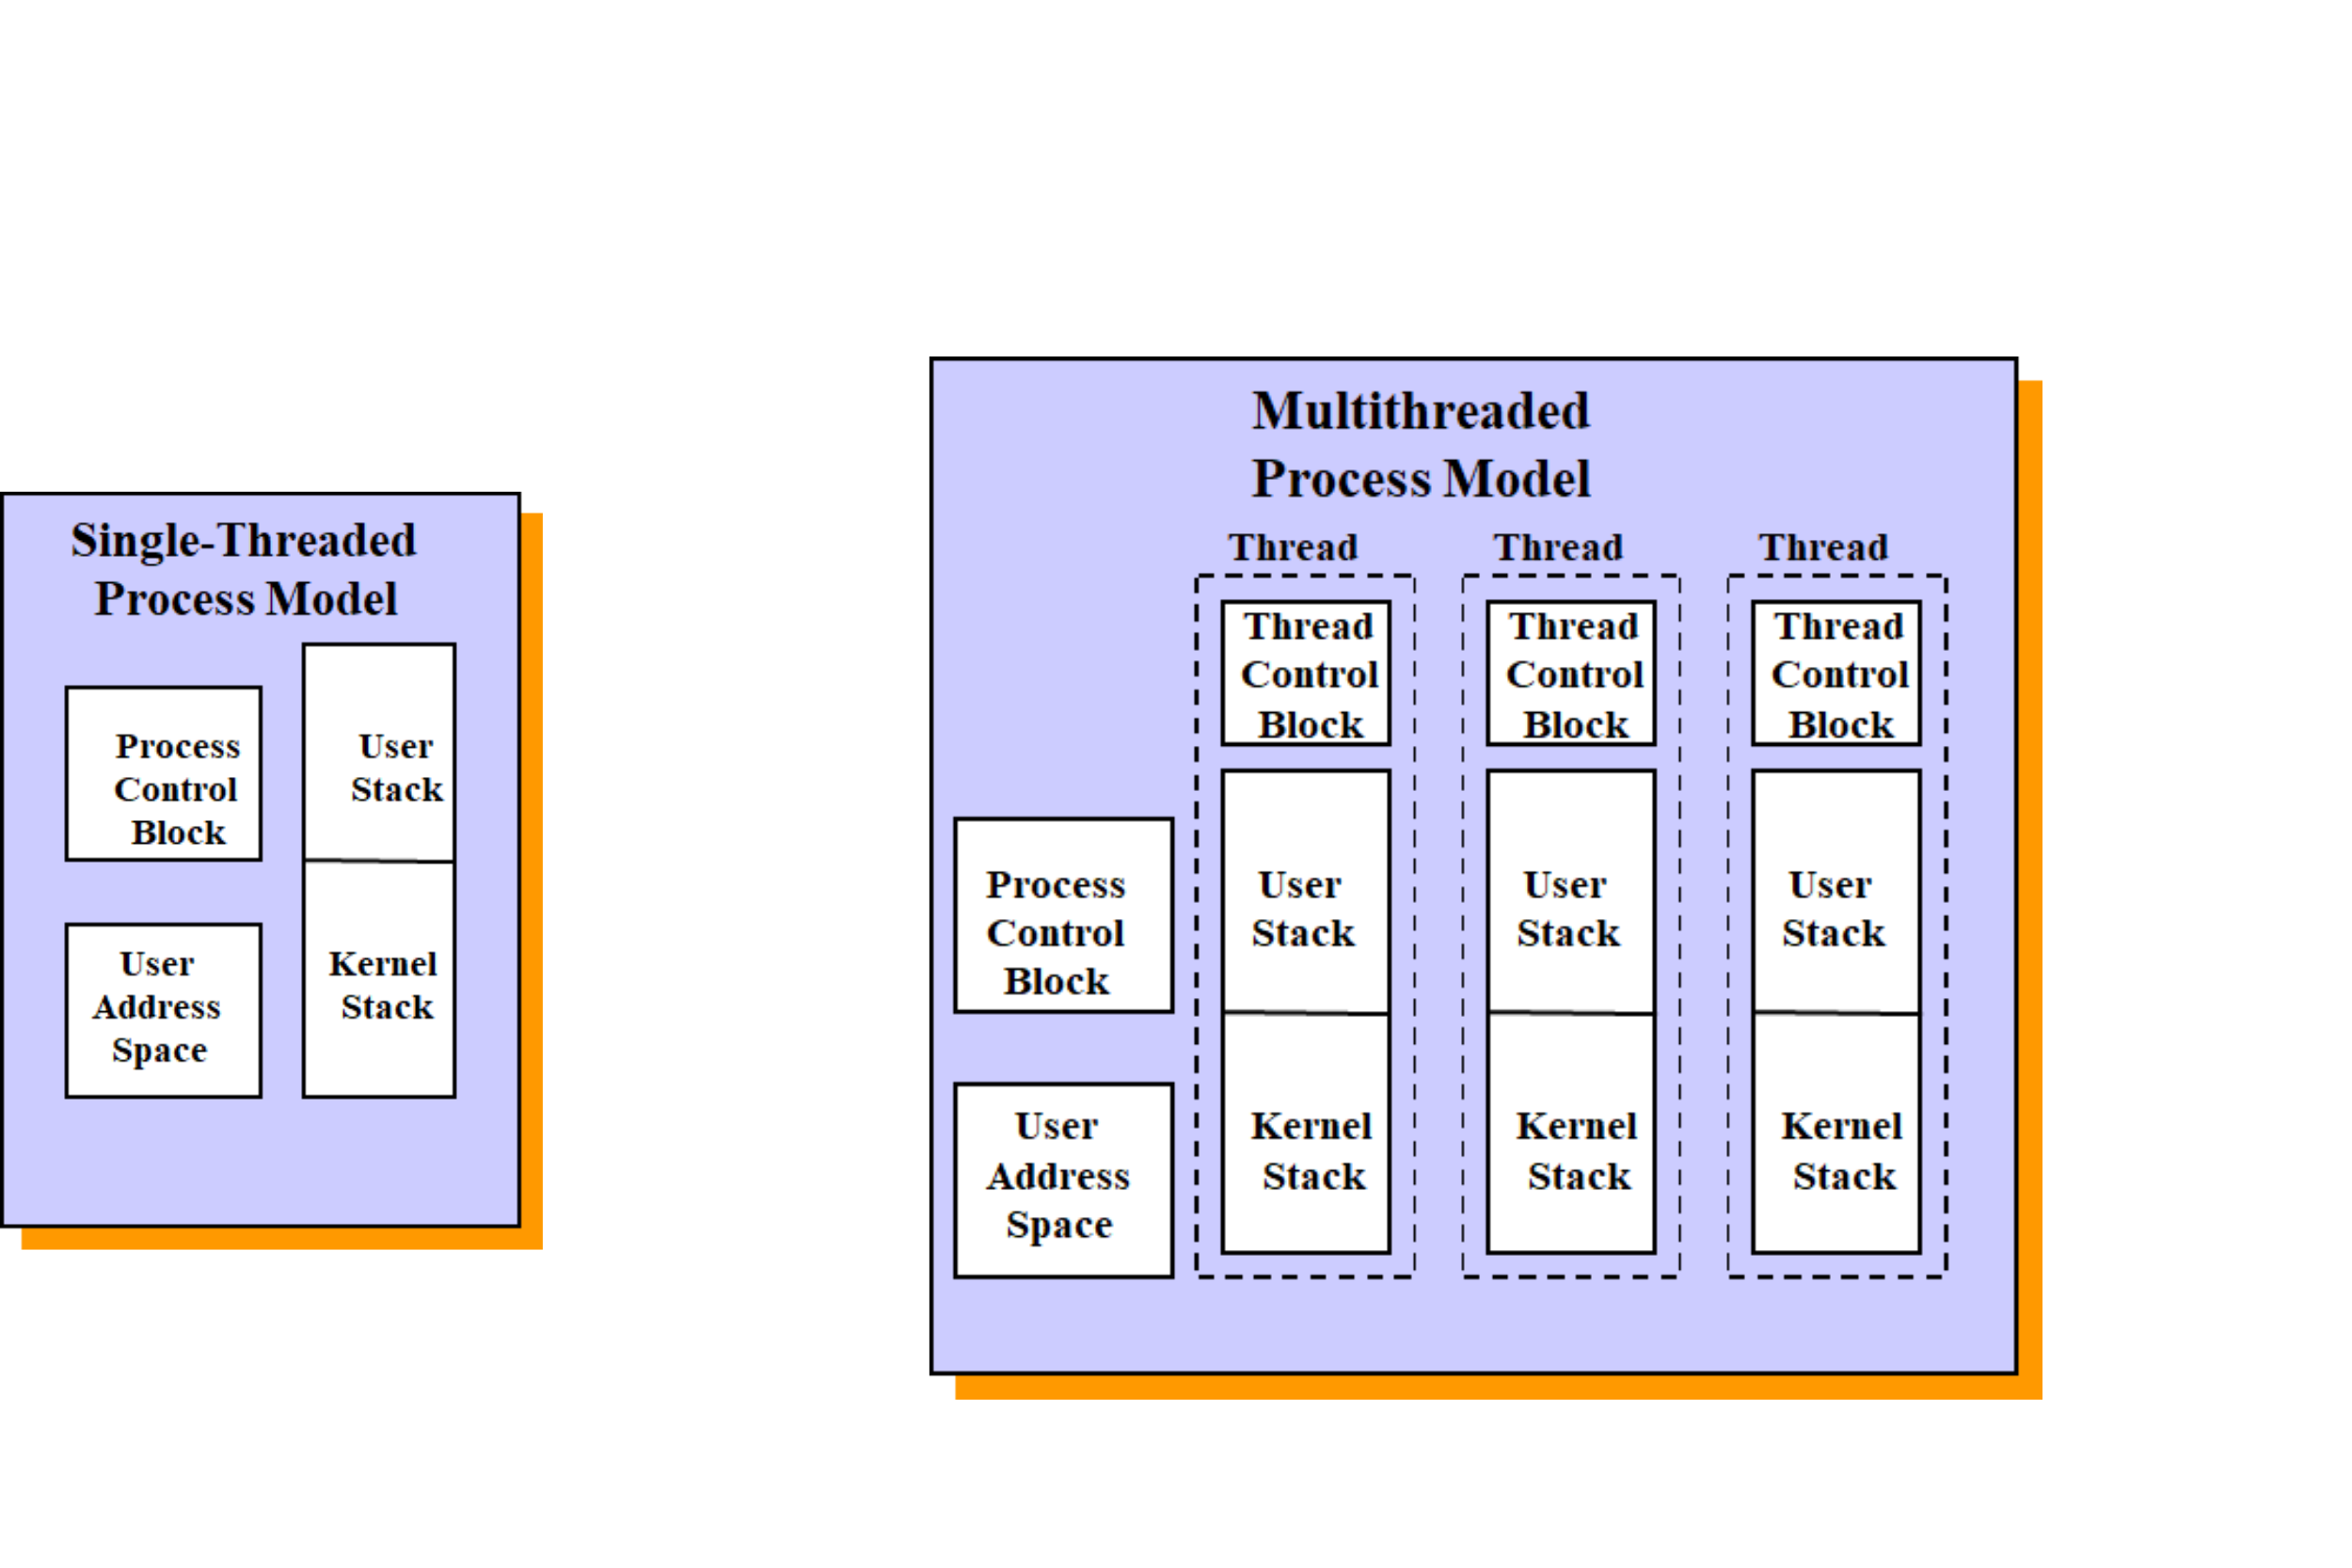 Single-Threaded
Process Model
Process
Control
Block
User
Stack
User
Address
Space
Kernel
Stack
Multithreaded
Process Model
Thread
Thread
Thread
Thread
Control
Block
Thread
Control
Block
Thread
Control
Block
Process
Control
Block
User
Stack
User
Stack
User
Stack
User
Address
Space
Kernel
Stack
Kernel
Stack
Kernel
Stack